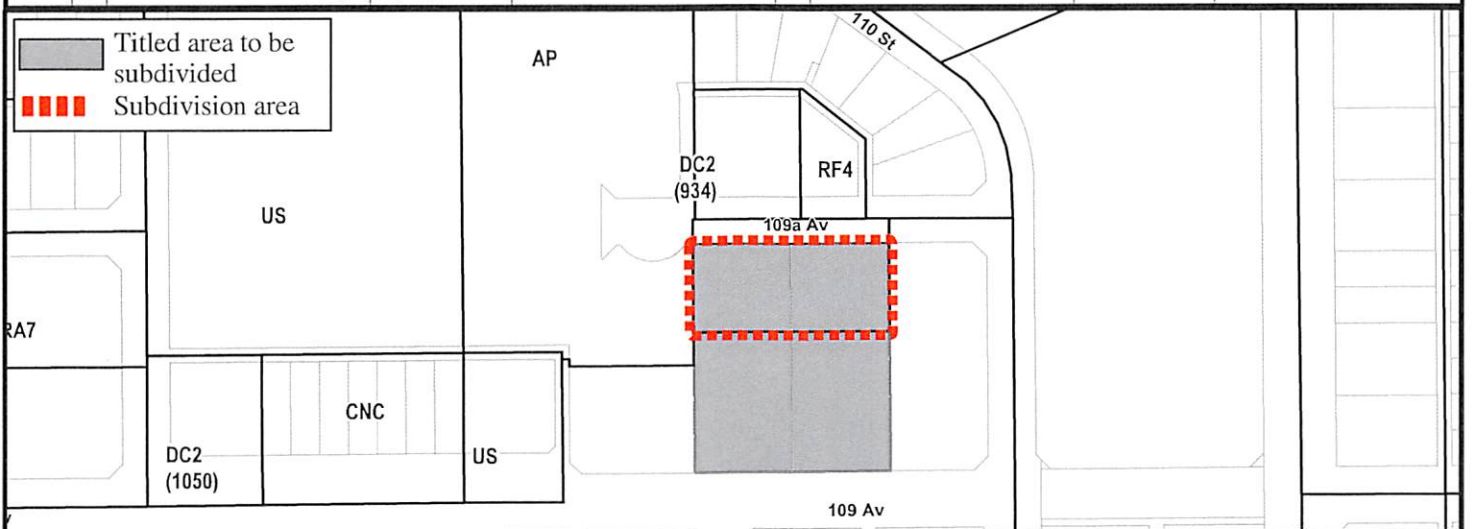 Titled area to be
subdivided
Subdivision area
AP
110 St
DC2
(934)
RF4
US
109a Av
RA7
CNC
DC2
(1050)
US
109 Av